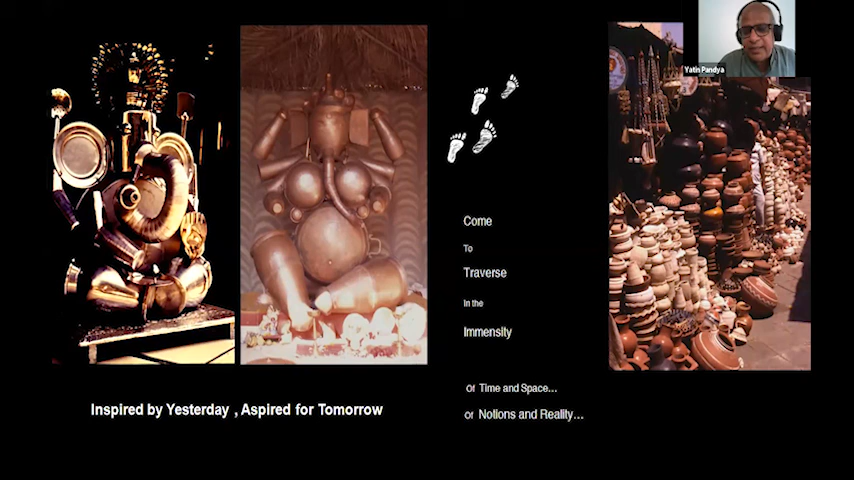 Yatin Pandya
Come
To
Traverse
In the
Immensity
Of Time and Space...
Or Notions and Reality...
Inspired by Yesterday , Aspired for Tomorrow